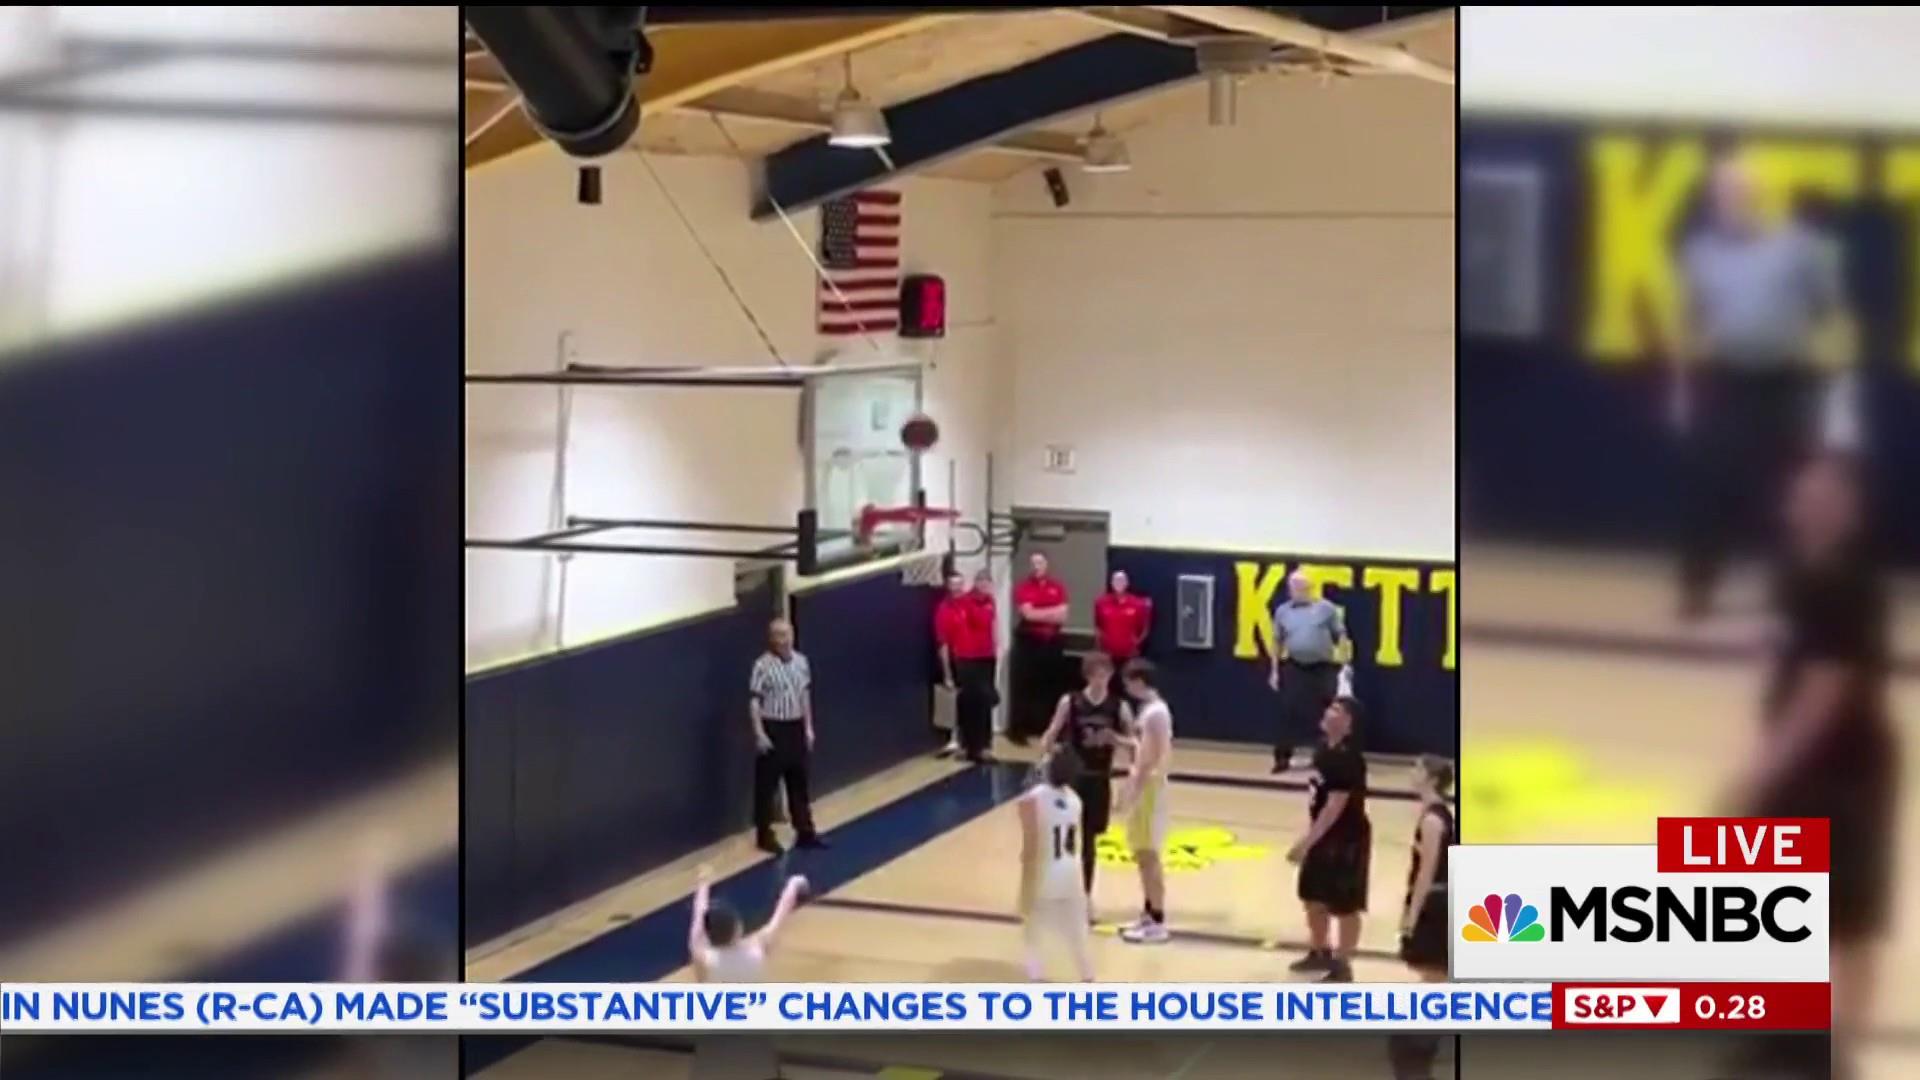 KETT
14
LIVE
MSNBC
IN NUNES (R-CA) MADE “SUBSTANTIVE” CHANGES TO THE HOUSE INTELLIGENCE
S&P▼ 0.28